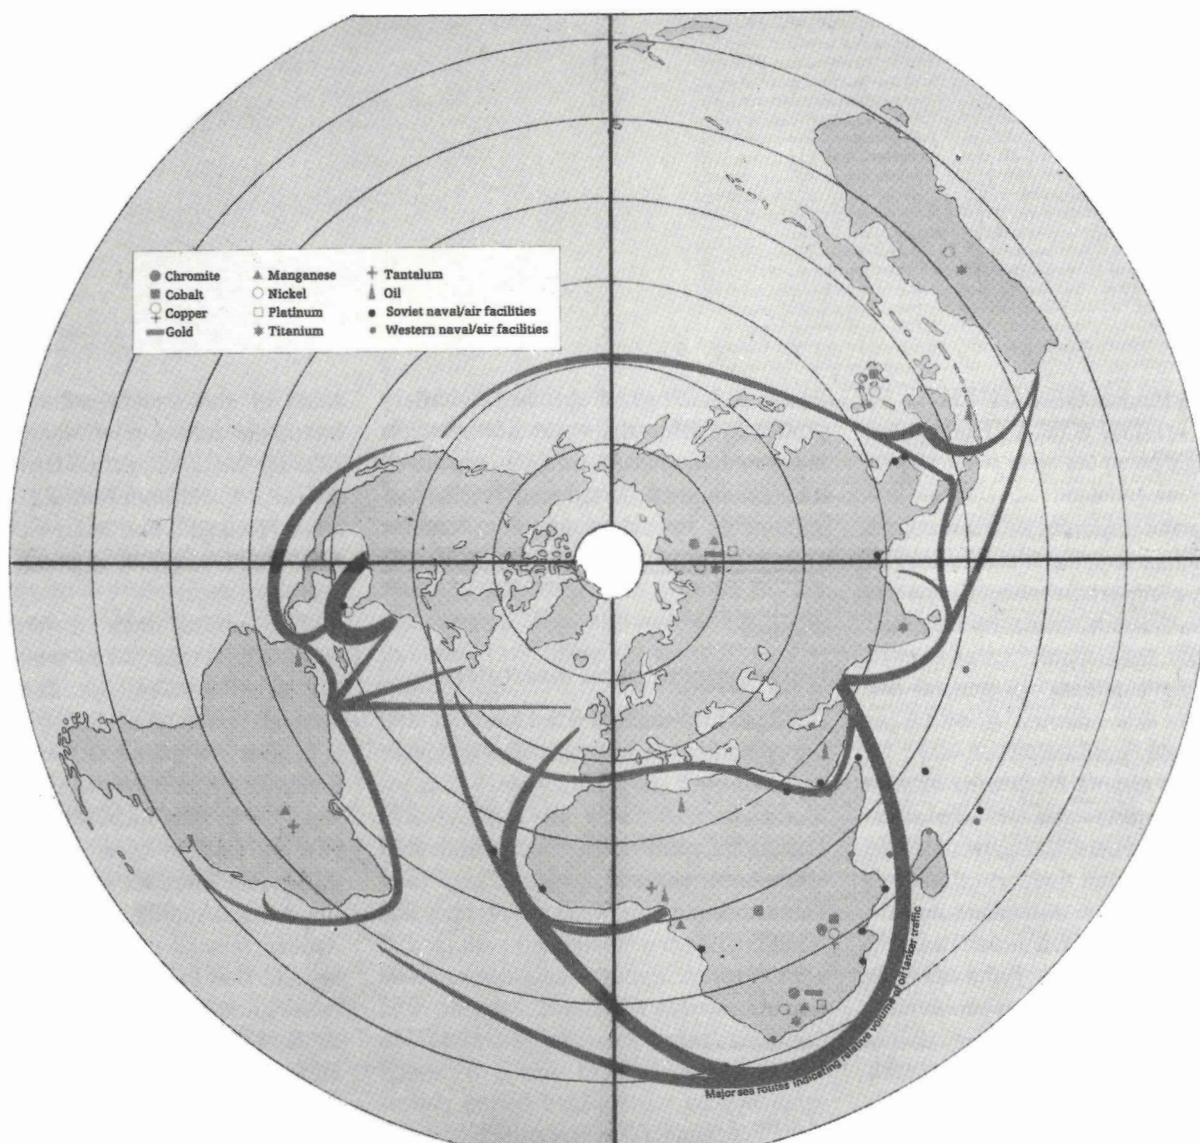 Chromite
Cobalt
Copper
Gold
Manganese
Nickel
Platinum
Titanium
Tantalum
Oil
Soviet naval/air facilities
Western naval/air facilities
Major sea routes indicating relative volume of oil tanker traffic